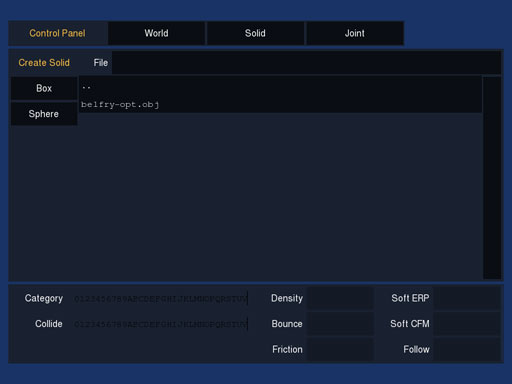 Control Panel World Solid Joint
Create Solid File
Box ..
belfry-opt.obj
Sphere
Category 0123456789ABCDEFGHIJKLMNOPQRSTUV Density Soft ERP
Collide 0123456789ABCDEFGHIJKLMNOPQRSTUV Bounce Soft CFM
Friction Follow